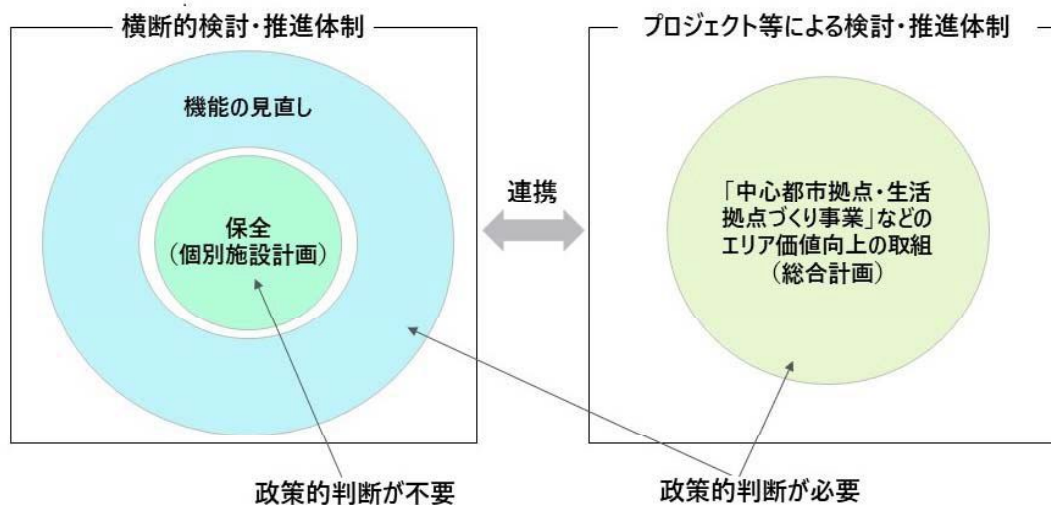 横断的検討・推進体制
機能の見直し
保全
（個別施設計画）
連携
プロジェクト等による検討・推進体制
「中心都市拠点・生活
拠点づくり事業」などの
エリア価値向上の取組
（総合計画）
政策的判断が不要
政策的判断が必要